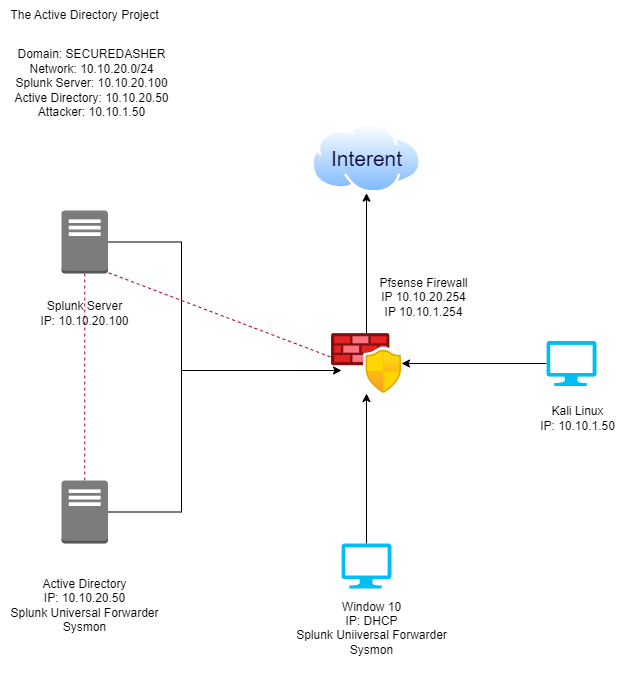 The Active Directory Project
Domain: SECUREDASHER
Network: 10.10.20.0/24
Splunk Server: 10.10.20.100
Active Directory: 10.10.20.50
Attacker: 10.10.1.50
Interent
Pfsense Firewall
IP 10.10.20.254
IP 10.10.1.254
Splunk Server
IP: 10.10.20.100
Kali Linux
IP: 10.10.1.50
Active Directory
IP: 10.10.20.50
Splunk Universal Forwarder
Sysmon
Window 10
IP: DHCP
Splunk Uniiversal Forwarder
Sysmon